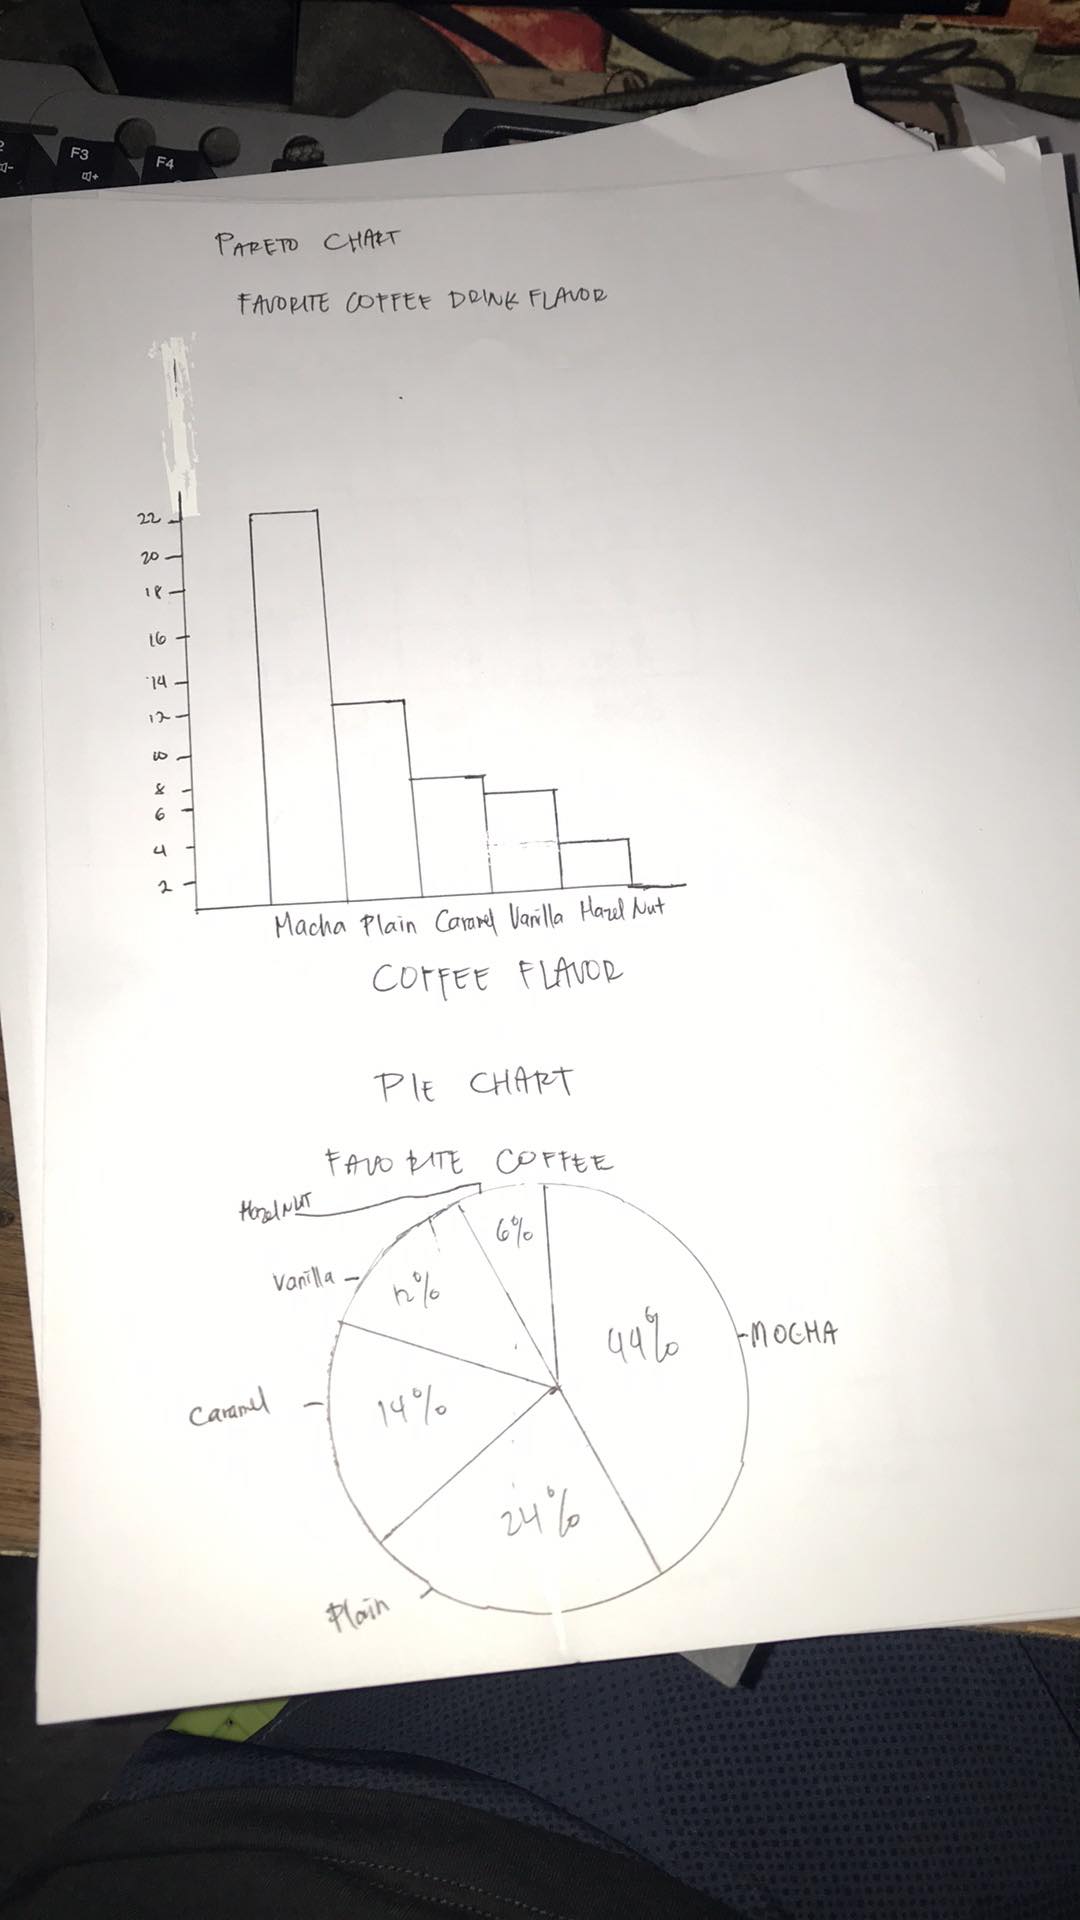 F3
F4
PARETO CHART
FAVORITE COFFEE DRINK FLAVOR
22
20
18
16
14
12
10
8
6
4
2
Macha Plain Caramel Vanilla Hazel Nut
COFFEE FLAVOR
PIE CHART
FAVORITE COFFEE
HazelNUT
6%
Vanilla
12%
44%
MOCHA
Caramel
14%
24%
Plain